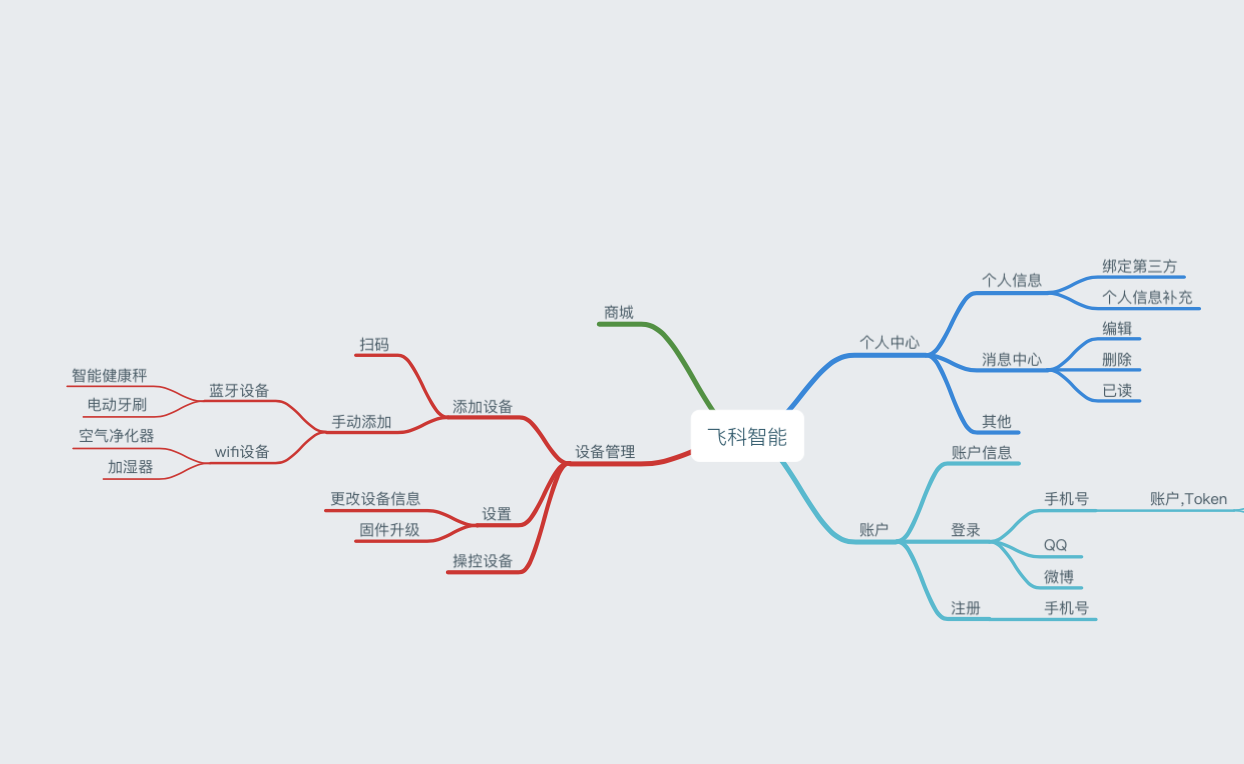 飞科智能
个人中心
个人信息
绑定第三方
个人信息补充
消息中心
编辑
删除
已读
其他
账户
账户信息
登录
手机号
账户,Token
QQ
微博
注册
手机号
商城
设备管理
添加设备
扫码
手动添加
蓝牙设备
智能健康秤
电动牙刷
wifi设备
空气净化器
加湿器
设置
更改设备信息
固件升级
操控设备